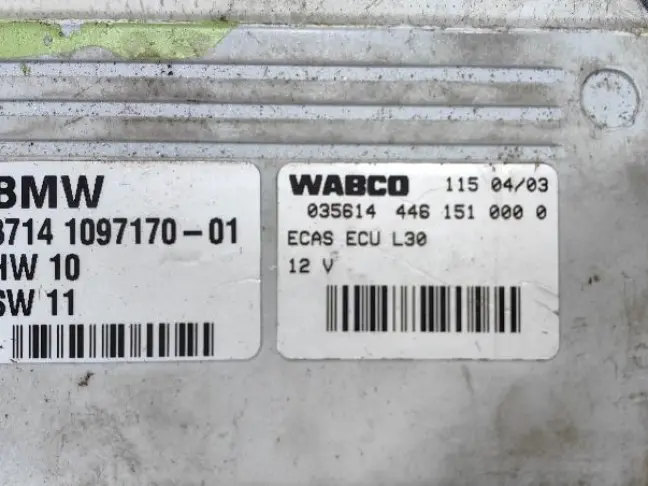 BMW
3714 1097170-01
HW 10
SW 11
WABCO 115 04/03
035614 446 151 000 0
ECAS ECU L30
12 V